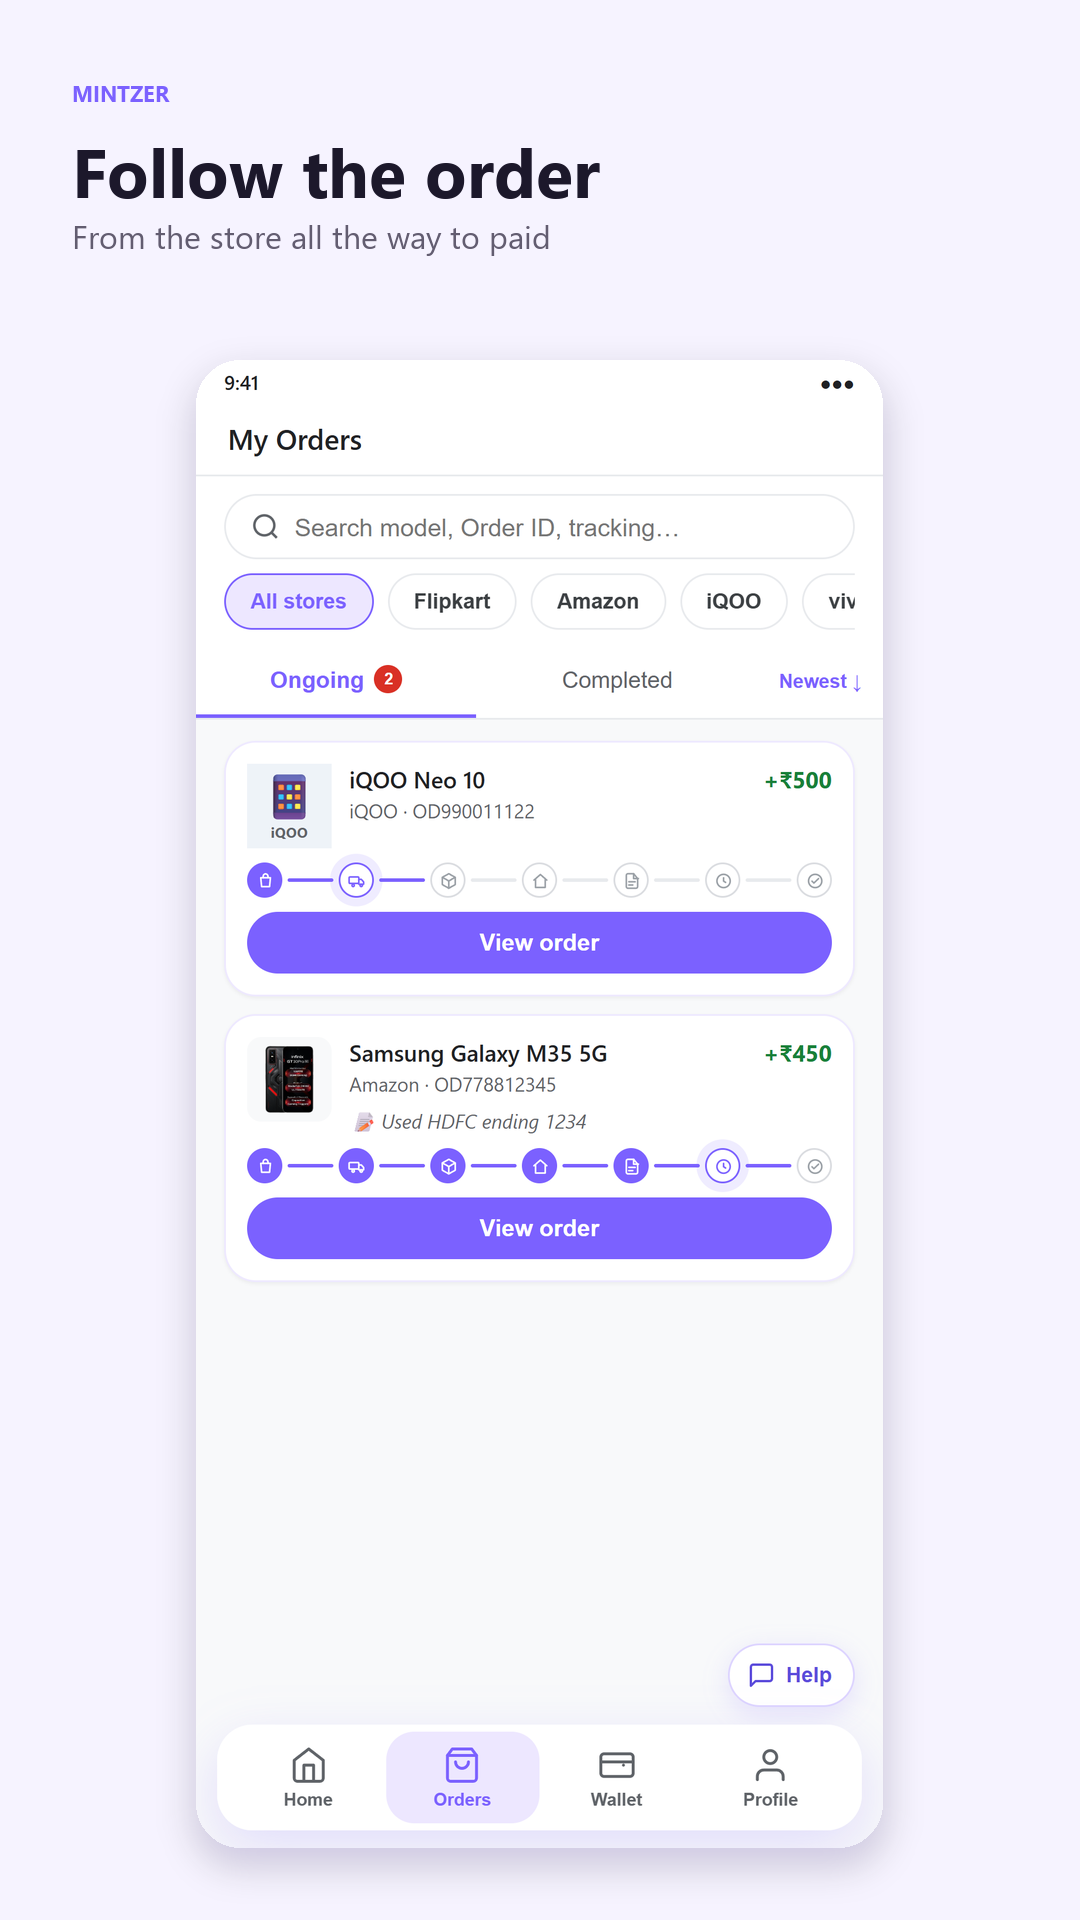 MINTZER
Follow the order
From the store all the way to paid
9:41
My Orders
Search model, Order ID, tracking...
All stores
Flipkart
Amazon
iQOO
viv
Ongoing 2
Completed
Newest ↓
iQOO Neo 10
+₹500
iQOO · OD990011122
iQOO
View order
Samsung Galaxy M35 5G
+₹450
Amazon · OD778812345
📝 Used HDFC ending 1234
View order
Help
Home
Orders
Wallet
Profile